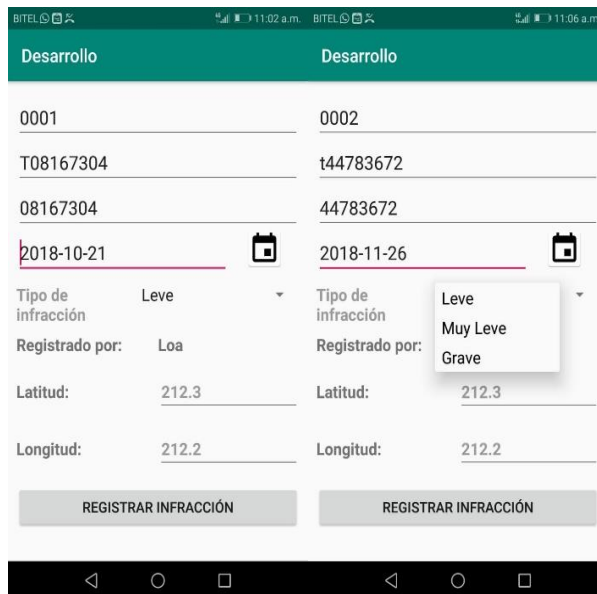 BITEL 11:02 a.m.
Desarrollo
0001
T08167304
08167304
2018-10-21
Tipo de infracción Leve
Registrado por: Loa
Latitud: 212.3
Longitud: 212.2
REGISTRAR INFRACCIÓN
BITEL 11:06 a.m
Desarrollo
0002
t44783672
44783672
2018-11-26
Tipo de infracción
Leve
Muy Leve
Grave
Registrado por:
Latitud: 212.3
Longitud: 212.2
REGISTRAR INFRACCIÓN